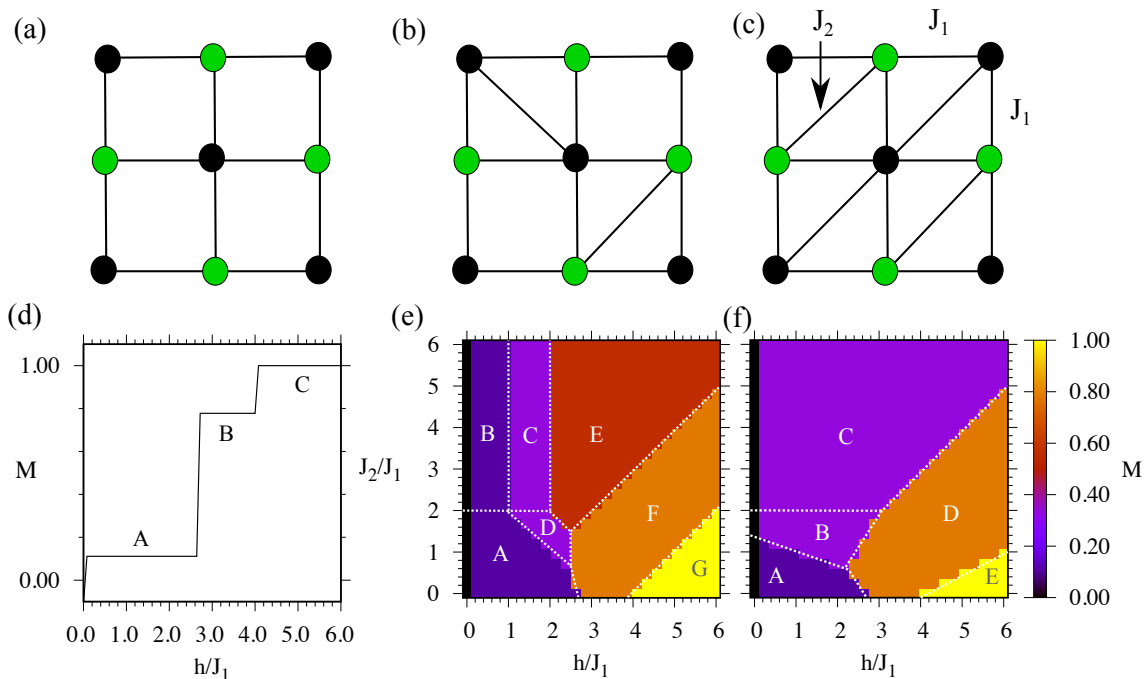 (a)
(b)
(c)
J₂
J₁
J₁
(d)
(e)
(f)
1.00
0.00
M
A
B
C
0.0 1.0 2.0 3.0 4.0 5.0 6.0
h/J₁
J₂/J₁
6
5
4
3
2
1
0
B
C
E
D
F
A
G
0 1 2 3 4 5 6
h/J₁
C
B
D
A
E
0 1 2 3 4 5 6
h/J₁
1.00
0.80
0.60
0.40
0.20
0.00
M